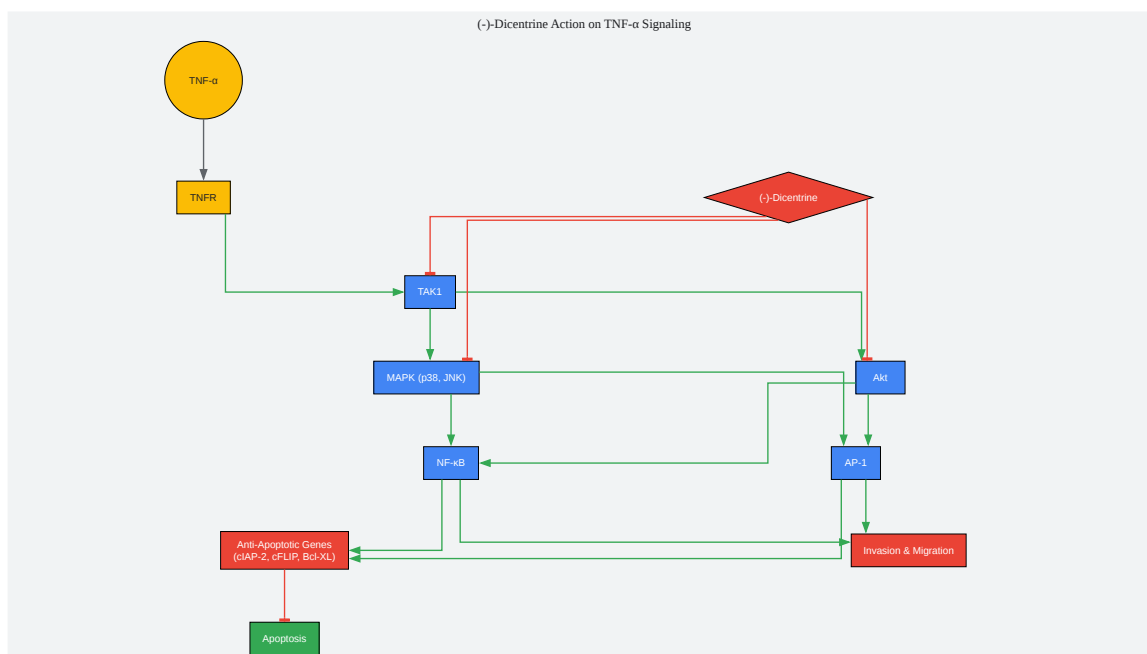 (-)-Dicentrine Action on TNF-α Signaling
TNF-α
TNFR
(-)-Dicentrine
TAK1
MAPK (p38, JNK)
Akt
NF-κB
AP-1
Anti-Apoptotic Genes
(cIAP-2, cFLIP, Bcl-XL)
Invasion & Migration
Apoptosis